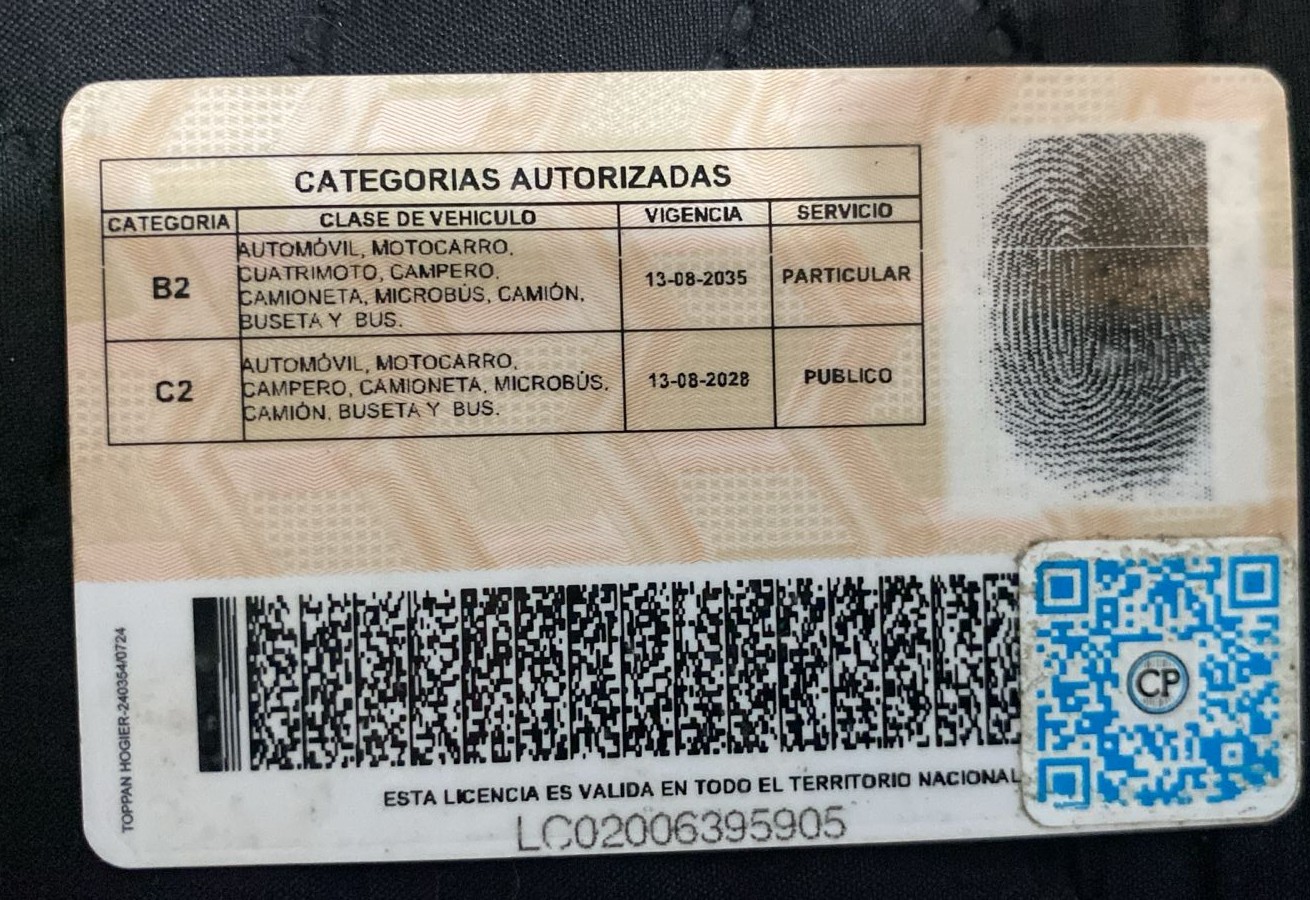 CATEGORIAS AUTORIZADAS
CATEGORIA CLASE DE VEHICULO VIGENCIA SERVICIO
B2 AUTOMÓVIL, MOTOCARRO, CUATRIMOTO, CAMPERO, CAMIONETA, MICROBÚS, CAMIÓN, BUSETA Y BUS. 13-08-2035 PARTICULAR
C2 AUTOMÓVIL, MOTOCARRO, CAMPERO, CAMIONETA, MICROBÚS, CAMIÓN, BUSETA Y BUS. 13-08-2028 PUBLICO
TOPPAN HOGIER-240354/0724
CP
ESTA LICENCIA ES VALIDA EN TODO EL TERRITORIO NACIONAL
LC02006395905